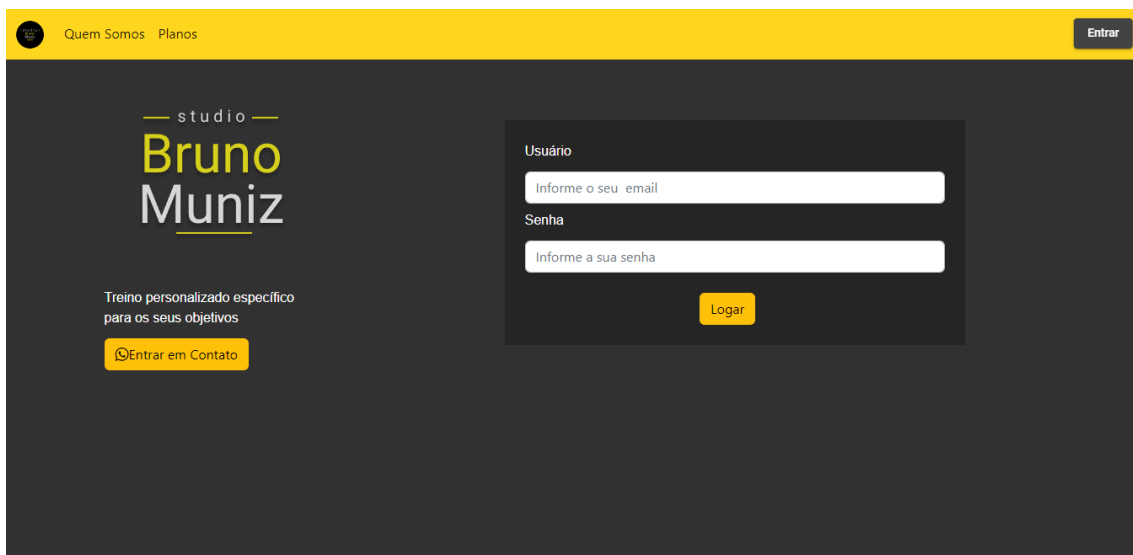 Quem Somos Planos
Entrar
studio
Bruno
Muniz
Treino personalizado específico
para os seus objetivos
Entrar em Contato
Usuário
Informe o seu email
Senha
Informe a sua senha
Logar